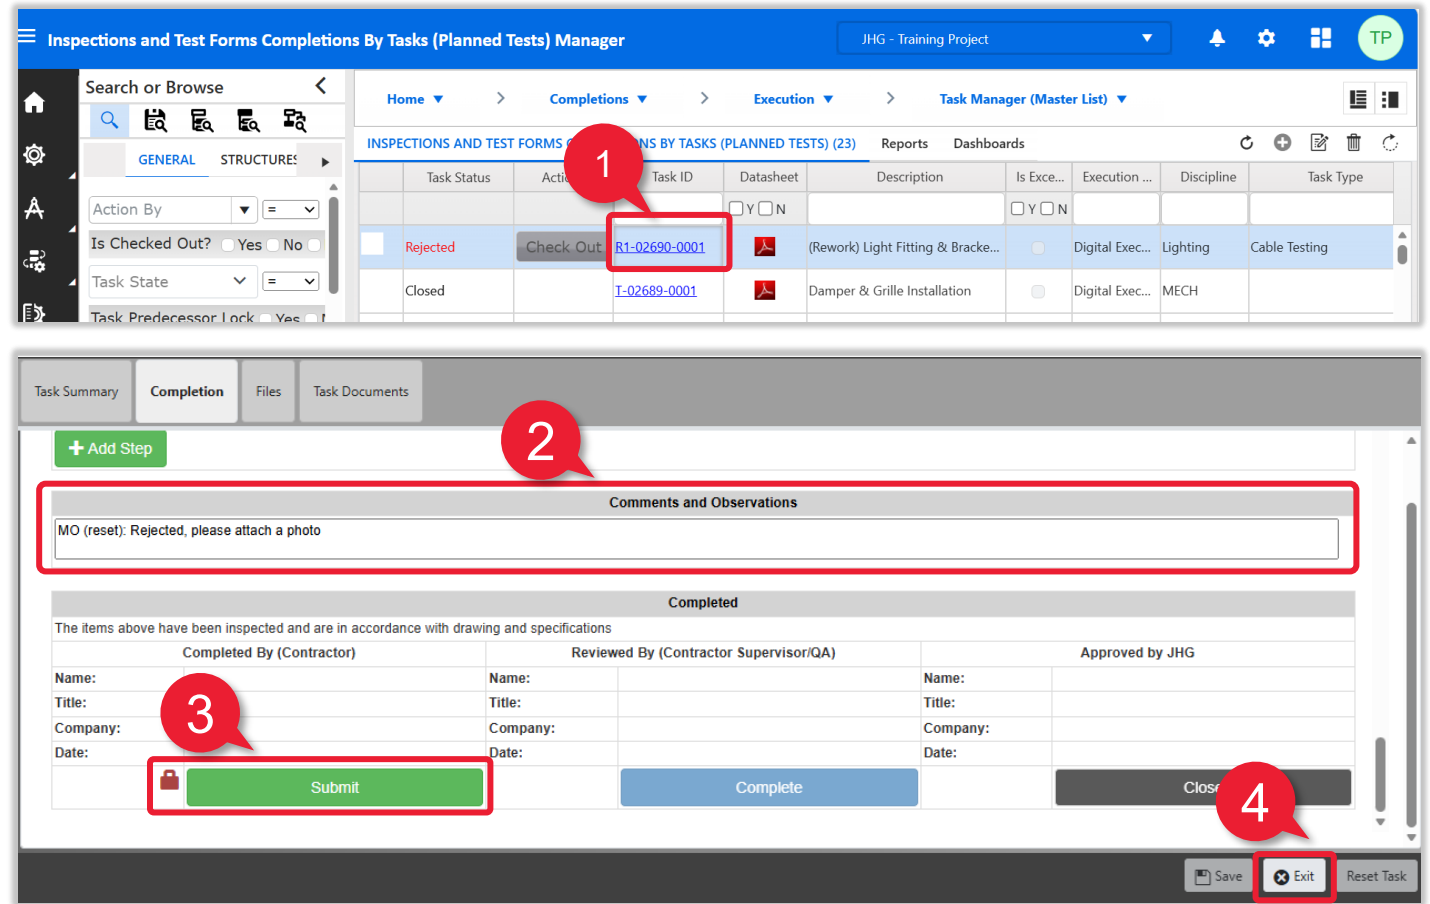 Inspections and Test Forms Completions By Tasks (Planned Tests) Manager
JHG - Training Project
TP
Search or Browse
Home
Completions
Execution
Task Manager (Master List)
GENERAL
STRUCTURES
INSPECTIONS AND TEST FORMS BY TASKS (PLANNED TESTS) (23)
Reports
Dashboards
1
Action By
=
Is Checked Out? Yes No
Task State
=
Task Predecessor Lock Yes
Task Status
Task ID
Datasheet
Description
Is Exce...
Execution ...
Discipline
Task Type
Y N
Y N
Rejected
Check Out
R1-02690-0001
(Rework) Light Fitting & Bracke...
Digital Exec...
Lighting
Cable Testing
Closed
T-02689-0001
Damper & Grille Installation
Digital Exec...
MECH
Task Summary
Completion
Files
Task Documents
Add Step
2
Comments and Observations
MO (reset): Rejected, please attach a photo
Completed
The items above have been inspected and are in accordance with drawing and specifications
Completed By (Contractor)
Reviewed By (Contractor Supervisor/QA)
Approved by JHG
Name:
Name:
Name:
Title:
Title:
Title:
Company:
Company:
Company:
Date:
Date:
Date:
3
Submit
Complete
4
Save
Exit
Reset Task